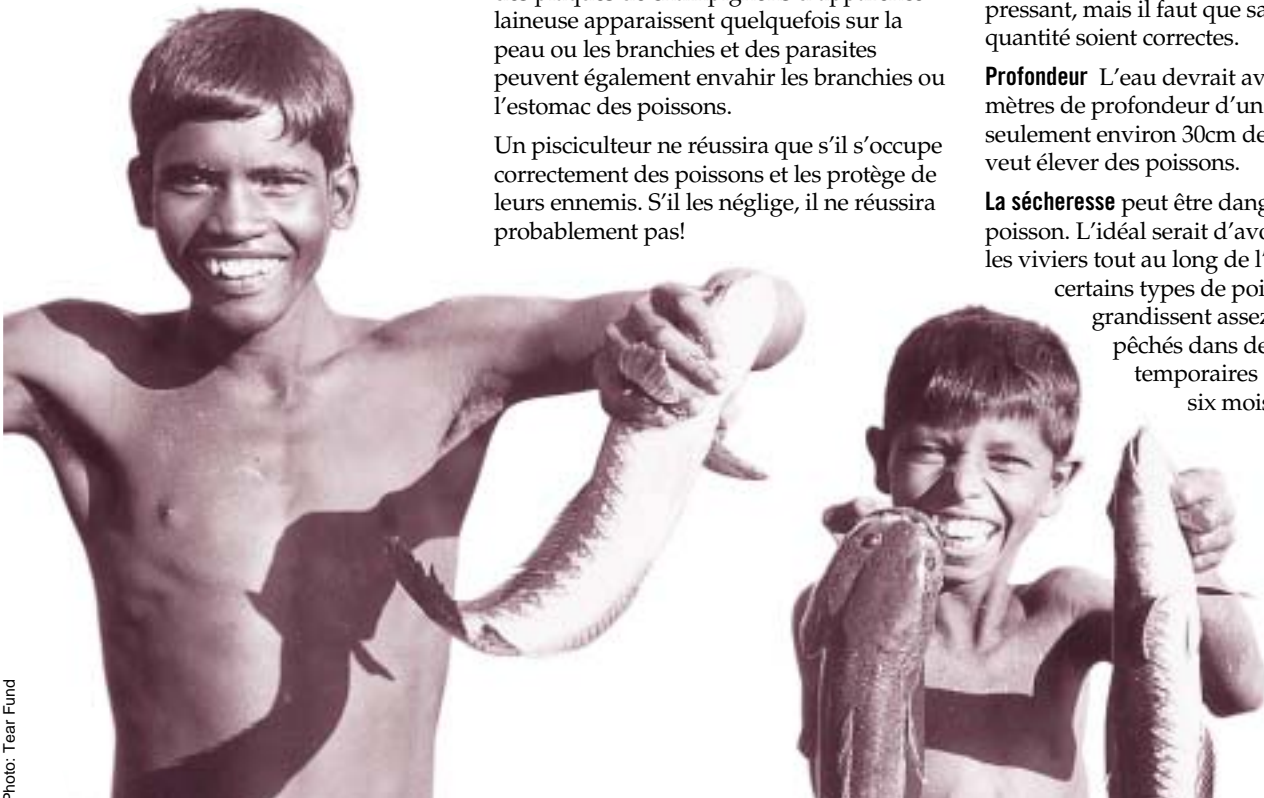 laineuse apparaissent quelquefois sur la
peau ou les branchies et des parasites
peuvent également envahir les branchies ou
l'estomac des poissons.
Un pisciculteur ne réussira que s'il s'occupe
correctement des poissons et les protège de
leurs ennemis. S'il les néglige, il ne réussira
probablement pas!
pressant, mais il faut que sa
quantité soient correctes.
Profondeur L'eau devrait av
mètres de profondeur d'un
seulement environ 30cm de
veut élever des poissons.
La sécheresse peut être dang
poisson. L'idéal serait d'avo
les viviers tout au long de l'
certains types de poi
grandissent assez
pêchés dans de
temporaires
six mois
Photo: Tear Fund